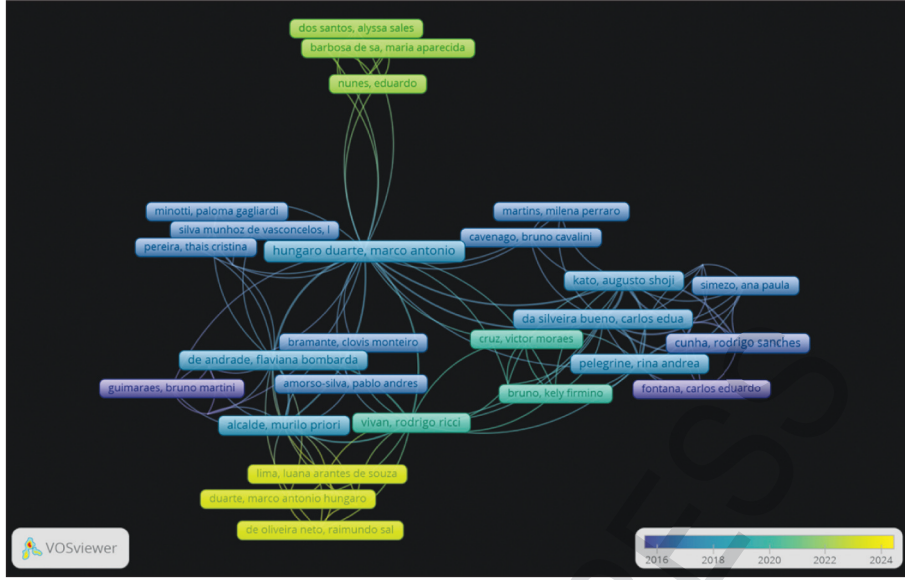 dos santos, alyssa sales
barbosa de sa, maria aparecida
nunes, eduardo
minotti, paloma gagliardi
martins, milena perraro
silva munhoz de vasconcelos, l
pereira, thais cristina
cavenago, bruno cavalini
hungaro duarte, marco antonio
kato, augusto shoji
simezo, ana paula
da silveira bueno, carlos edua
bramante, clovis monteiro
cruz, victor moraes
cunha, rodrigo sanches
de andrade, flaviana bombarda
pelegrine, rina andrea
guimaraes, bruno martini
amorso-silva, pablo andres
bruno, kely firmino
fontana, carlos eduardo
alcalde, murilo priori
vivan, rodrigo ricci
lima, luana arantes de souza
duarte, marco antonio hungaro
de oliveira neto, raimundo sal
VOSviewer
2016 2018 2020 2022 2024